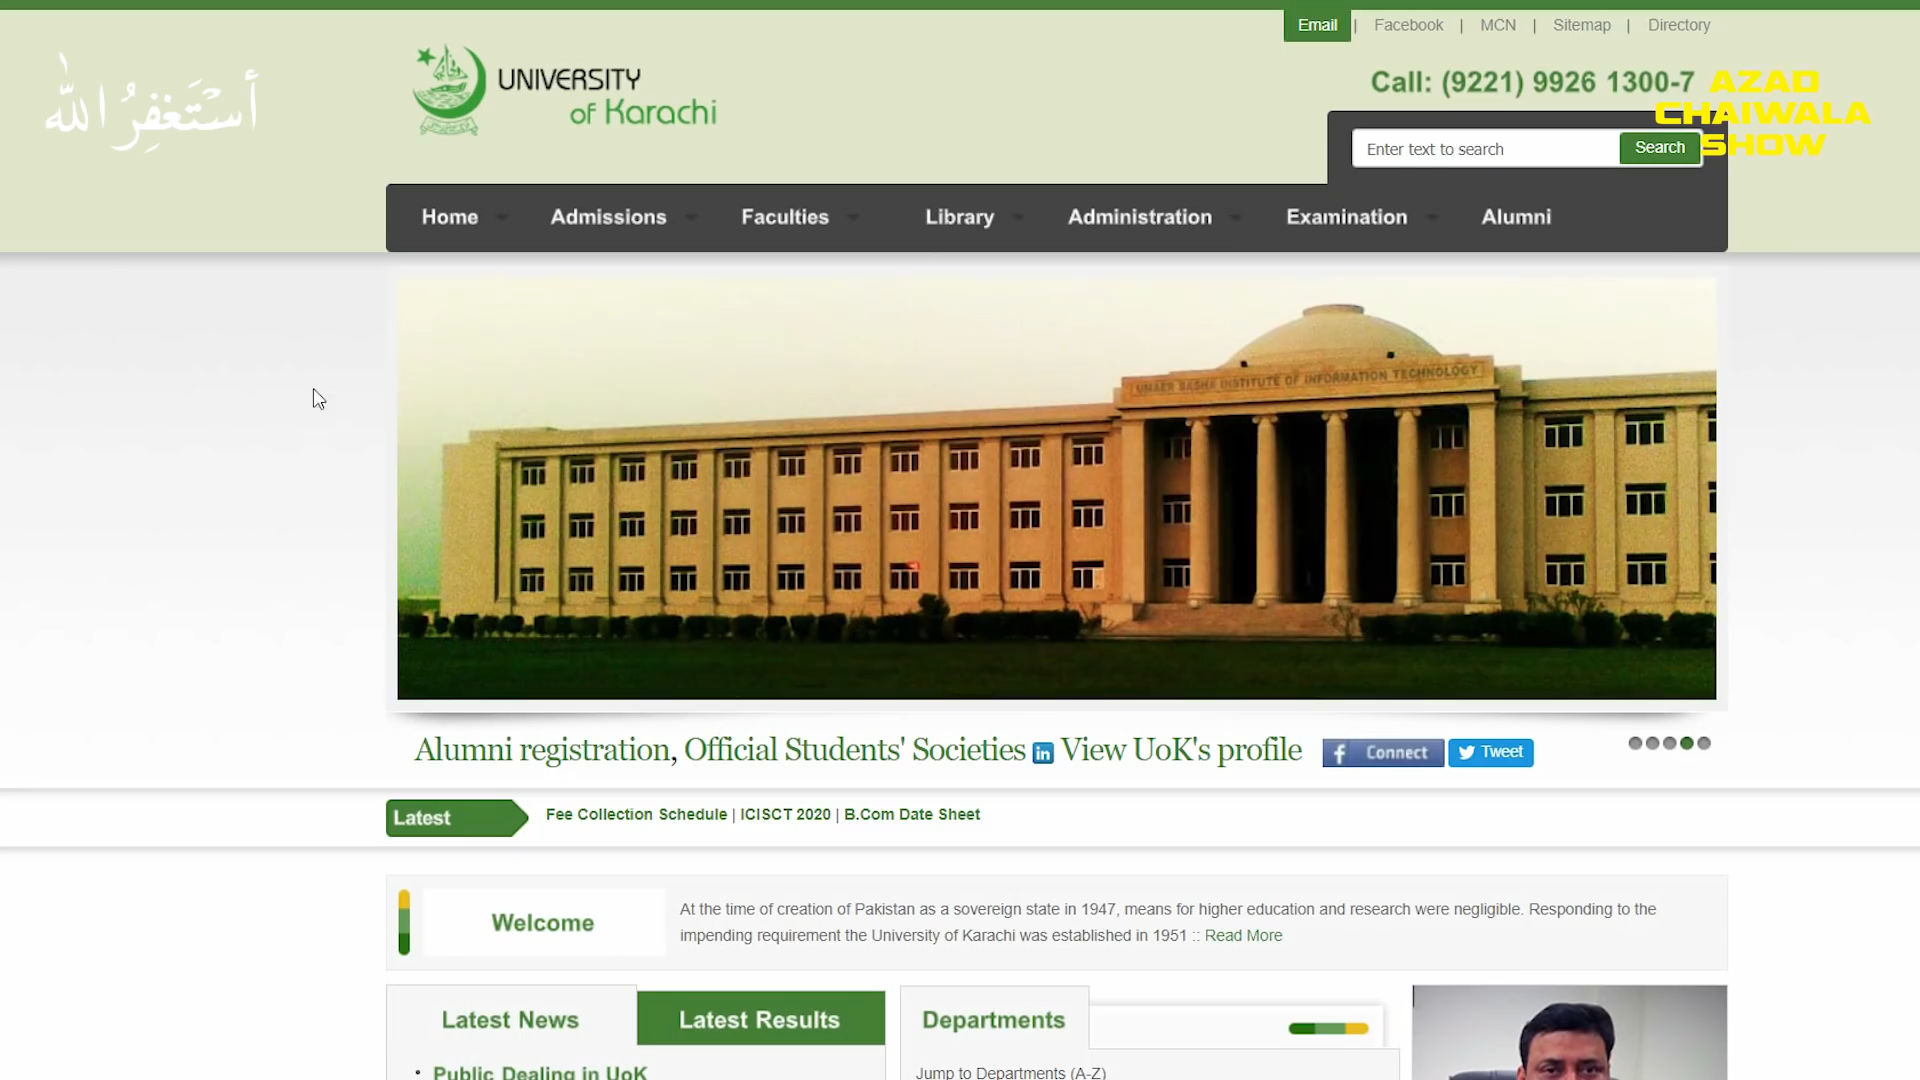 Email | Facebook | MCN | Sitemap | Directory
أستغفر الله
UNIVERSITY
of Karachi
Call: (9221) 9926 1300-7
AZAD
CHAIWALA
SHOW
Enter text to search
Search
Home
Admissions
Faculties
Library
Administration
Examination
Alumni
UMAER BASHA INSTITUTE OF INFORMATION TECHNOLOGY
Alumni registration, Official Students' Societies in View UoK's profile
f Connect
Tweet
Latest
Fee Collection Schedule | ICISCT 2020 | B.Com Date Sheet
Welcome
At the time of creation of Pakistan as a sovereign state in 1947, means for higher education and research were negligible. Responding to the
impending requirement the University of Karachi was established in 1951 :: Read More
Latest News
Latest Results
Departments
Public Dealing in UoK
Jump to Departments (A-Z)